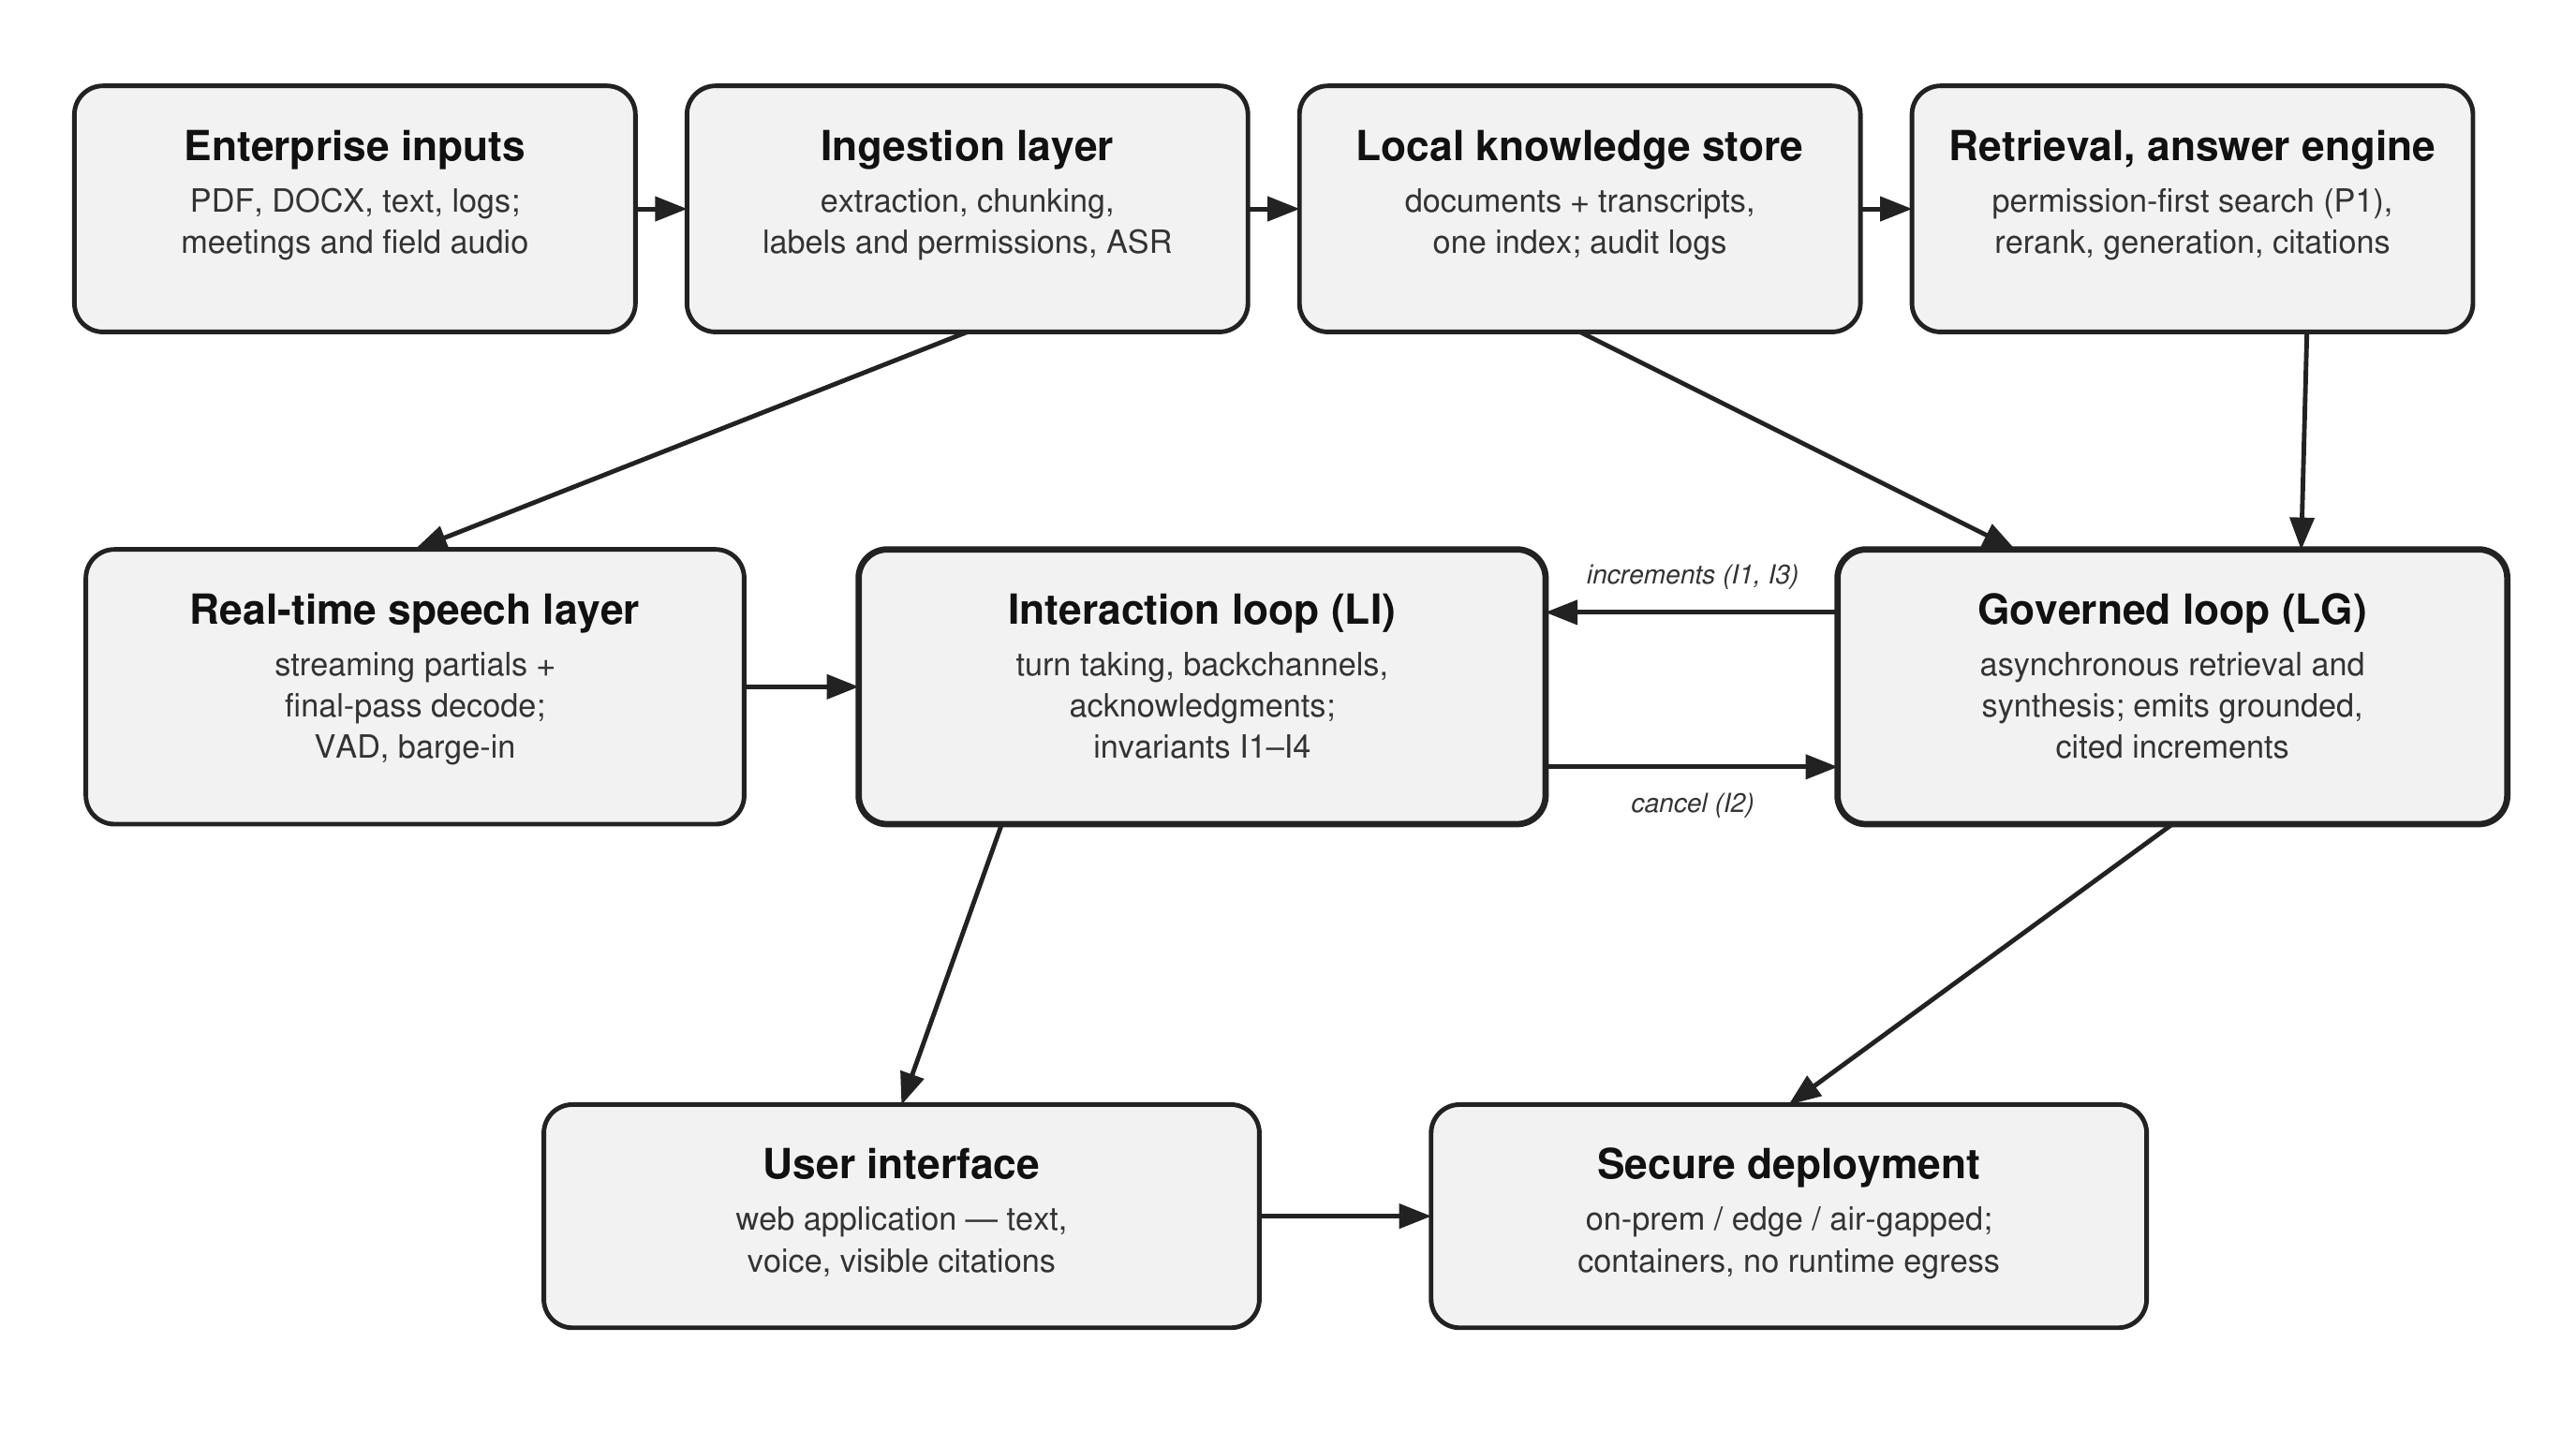 Enterprise inputs
PDF, DOCX, text, logs;
meetings and field audio
Ingestion layer
extraction, chunking,
labels and permissions, ASR
Local knowledge store
documents + transcripts,
one index; audit logs
Retrieval, answer engine
permission-first search (P1),
rerank, generation, citations
Real-time speech layer
streaming partials +
final-pass decode;
VAD, barge-in
Interaction loop (LI)
turn taking, backchannels,
acknowledgments;
invariants I1–I4
increments (I1, I3)
cancel (I2)
Governed loop (LG)
asynchronous retrieval and
synthesis; emits grounded,
cited increments
User interface
web application — text,
voice, visible citations
Secure deployment
on-prem / edge / air-gapped;
containers, no runtime egress